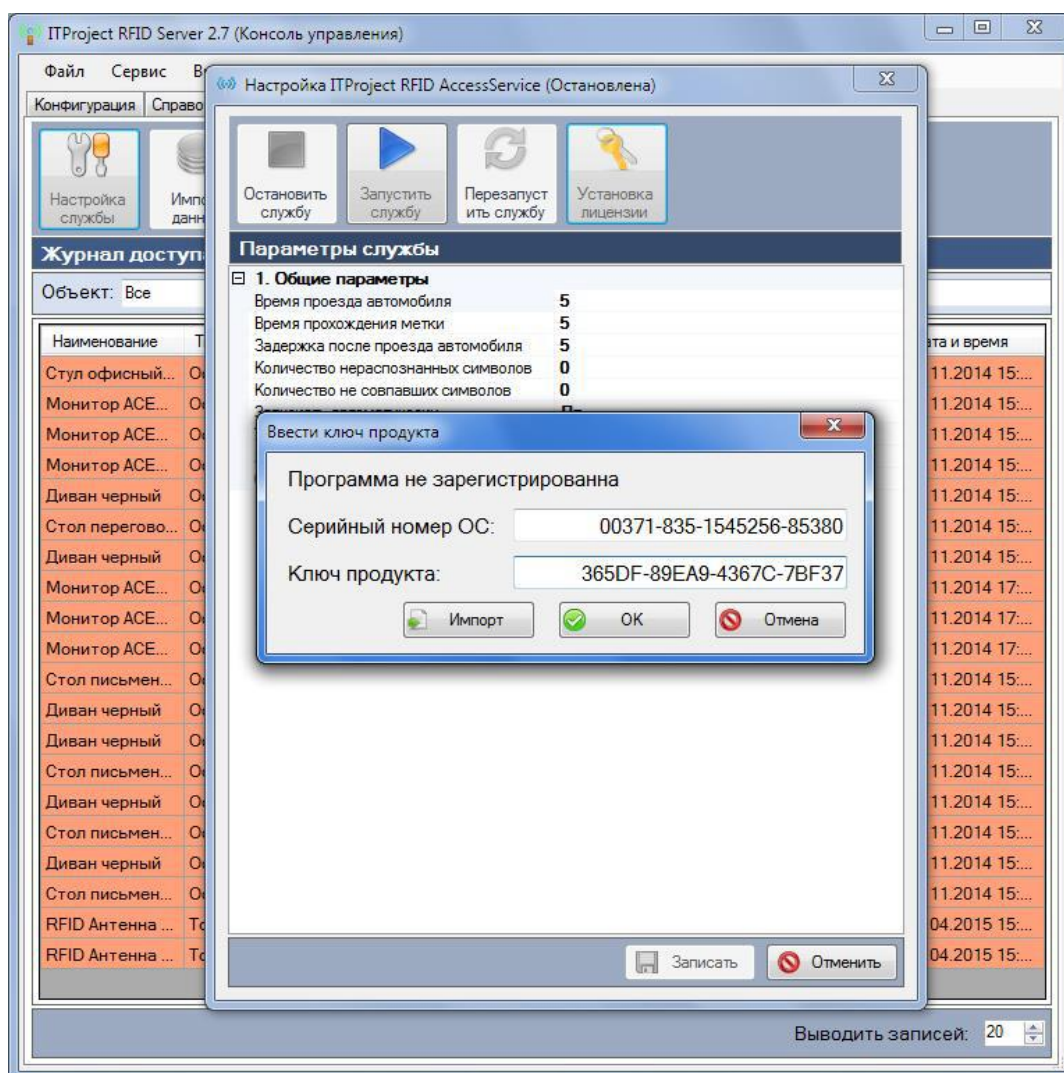 ITProject RFID Server 2.7 (Консоль управления)
Файл Сервис
Настройка ITProject RFID AccessService (Остановлена)
Конфигурация
Остановить службу
Запустить службу
Перезапуст ить службу
Установка лицензии
Настройка службы
Параметры службы
Журнал
Объект: Все
1. Общие параметры
Время проезда автомобиля 5
Время прохождения метки 5
Задержка после проезда автомобиля 5
Количество нераспознанных символов 0
Количество не совпавших символов 0
Ввести ключ продукта
Программа не зарегистрированна
Серийный номер ОС: 00371-835-1545256-85380
Ключ продукта: 365DF-89EA9-4367C-7BF37
Импорт OK Отмена
Наименование и время
Стул офисный... 11.2014 15:...
Монитор ACE... 11.2014 15:...
Монитор ACE... 11.2014 15:...
Монитор ACE... 11.2014 15:...
Диван черный 11.2014 15:...
Стол перегово... 11.2014 15:...
Диван черный 11.2014 15:...
Монитор ACE... 11.2014 17:...
Монитор ACE... 11.2014 17:...
Монитор ACE... 11.2014 17:...
Стол письмен... 11.2014 15:...
Диван черный 11.2014 15:...
Диван черный 11.2014 15:...
Стол письмен... 11.2014 15:...
Диван черный 11.2014 15:...
Стол письмен... 11.2014 15:...
Диван черный 11.2014 15:...
Стол письмен... 11.2014 15:...
RFID Антенна ... 04.2015 15:...
RFID Антенна ... 04.2015 15:...
Записать Отменить
Выводить записей: 20